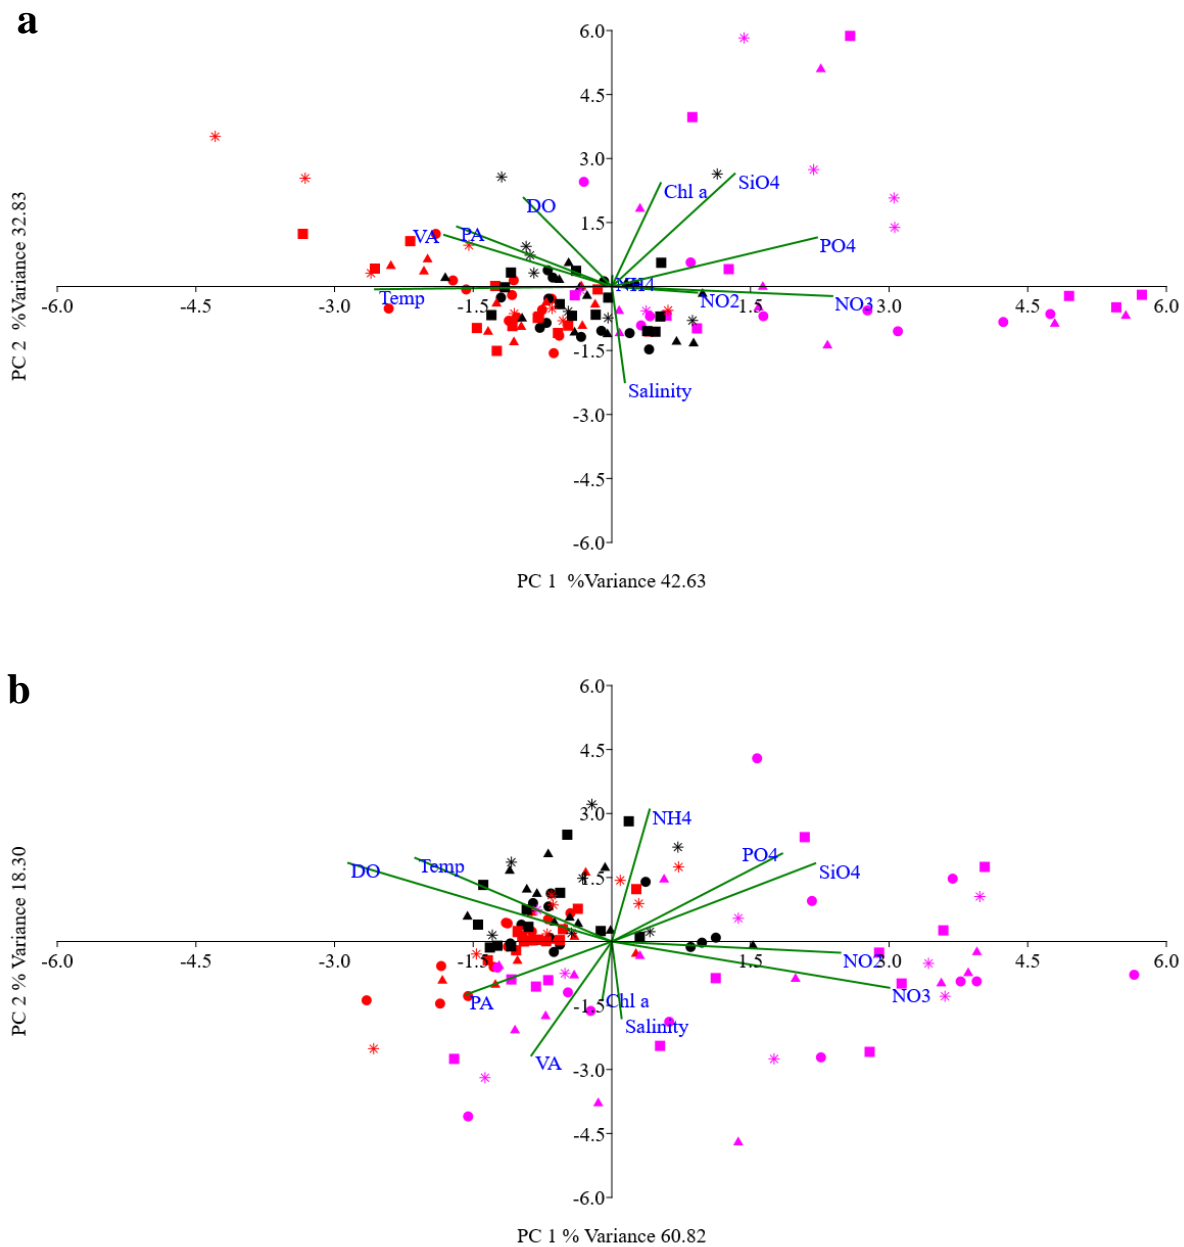 a
6.0
4.5
3.0
SiO4
Chl a
DO
1.5
VA
PA
PO4
NH4
-6.0
-4.5
-3.0
-1.5
Temp
NO2
1.5
NO3
3.0
4.5
6.0
-1.5
Salinity
-3.0
-4.5
-6.0
PC 2 %Variance 32.83
PC 1 %Variance 42.63
b
6.0
4.5
3.0
NH4
PO4
DO
Temp
SiO4
1.5
-6.0
-4.5
-3.0
-1.5
1.5
NO2
3.0
4.5
6.0
PA
-1.5
Chl a
NO3
Salinity
VA
-3.0
-4.5
-6.0
PC 2 % Variance 18.30
PC 1 % Variance 60.82